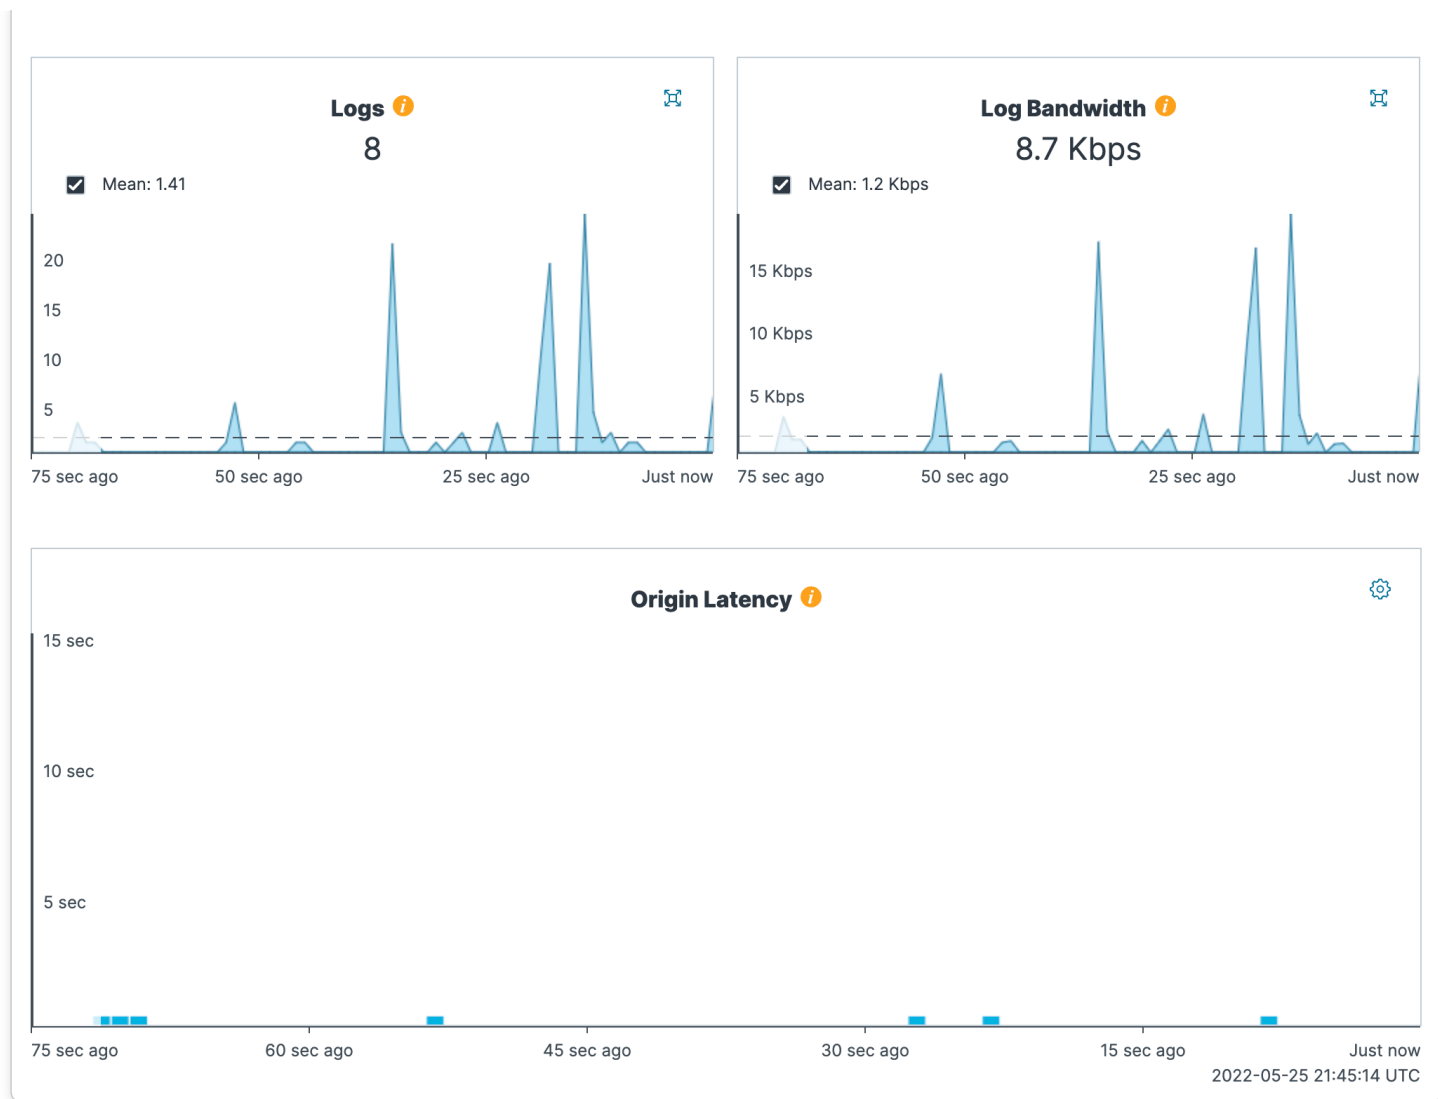 Logs i
8
Mean: 1.41
20
15
10
5
75 sec ago 50 sec ago 25 sec ago Just now
Log Bandwidth i
8.7 Kbps
Mean: 1.2 Kbps
15 Kbps
10 Kbps
5 Kbps
75 sec ago 50 sec ago 25 sec ago Just now
Origin Latency i
15 sec
10 sec
5 sec
75 sec ago 60 sec ago 45 sec ago 30 sec ago 15 sec ago Just now
2022-05-25 21:45:14 UTC